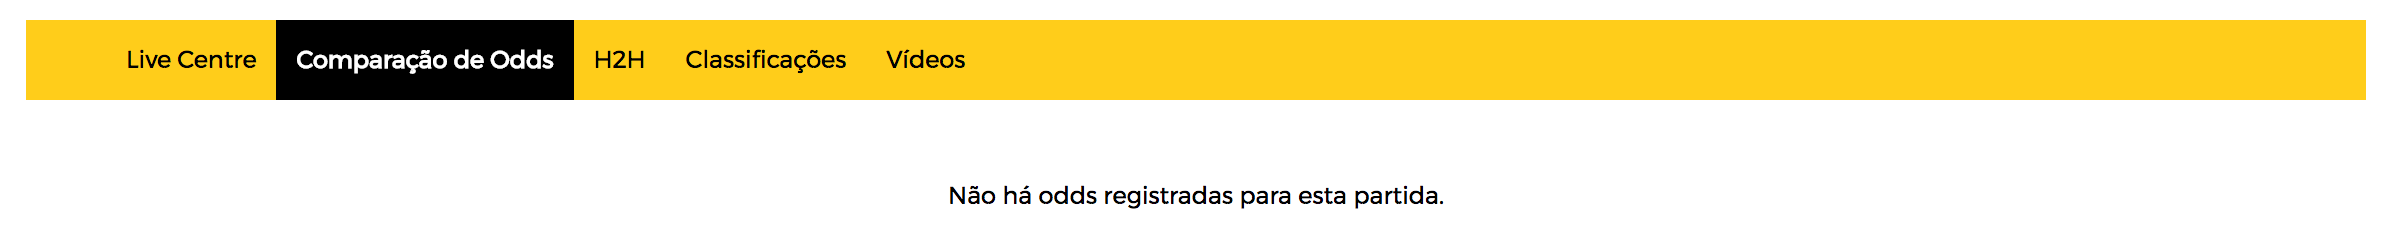 Live Centre Comparação de Odds H2H Classificações Vídeos
Não há odds registradas para esta partida.